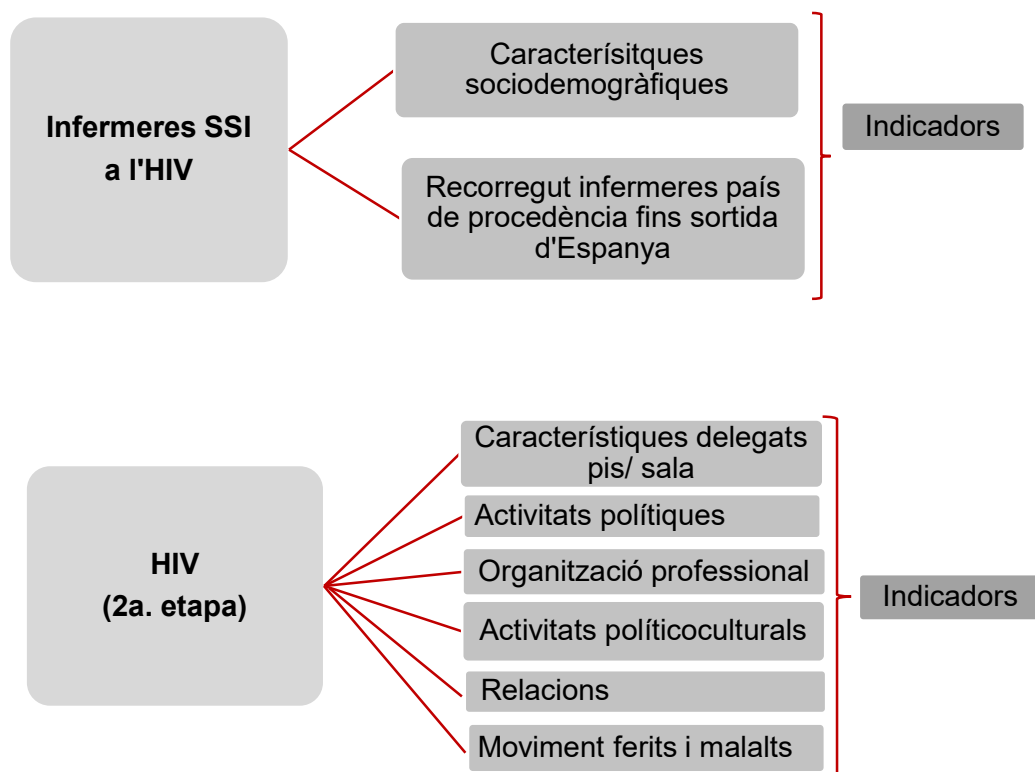 Infermeres SSI
a l'HIV
Caracterísitques
sociodemogràfiques
Recorregut infermeres país
de procedència fins sortida
d'Espanya
Indicadors
HIV
(2a. etapa)
Característiques delegats
pis/ sala
Activitats polítiques
Organització professional
Activitats políticoculturals
Relacions
Moviment ferits i malalts
Indicadors